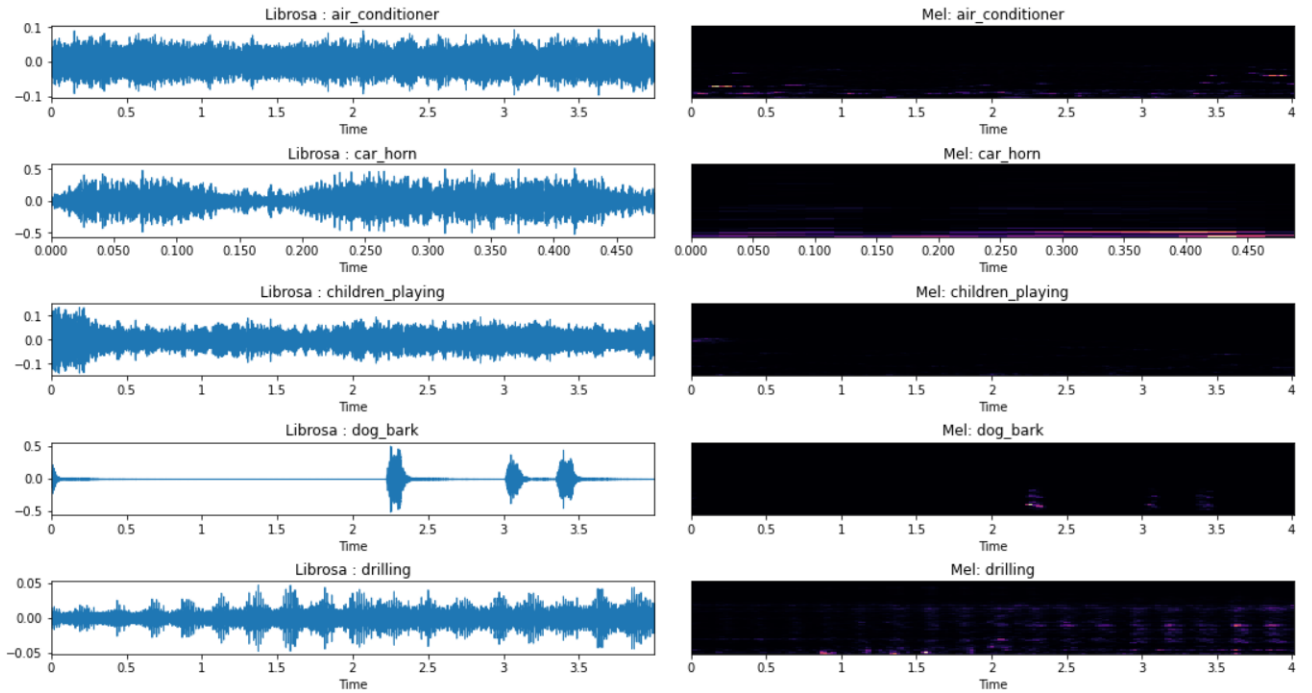 Librosa : air_conditioner
0.1
0.0
−0.1
0 0.5 1 1.5 2 2.5 3 3.5
Time
Mel: air_conditioner
0 0.5 1 1.5 2 2.5 3 3.5 4
Time
Librosa : car_horn
0.5
0.0
−0.5
0.000 0.050 0.100 0.150 0.200 0.250 0.300 0.350 0.400 0.450
Time
Mel: car_horn
0.000 0.050 0.100 0.150 0.200 0.250 0.300 0.350 0.400 0.450
Time
Librosa : children_playing
0.1
0.0
−0.1
0 0.5 1 1.5 2 2.5 3 3.5
Time
Mel: children_playing
0 0.5 1 1.5 2 2.5 3 3.5 4
Time
Librosa : dog_bark
0.5
0.0
−0.5
0 0.5 1 1.5 2 2.5 3 3.5
Time
Mel: dog_bark
0 0.5 1 1.5 2 2.5 3 3.5 4
Time
Librosa : drilling
0.05
0.00
−0.05
0 0.5 1 1.5 2 2.5 3 3.5
Time
Mel: drilling
0 0.5 1 1.5 2 2.5 3 3.5 4
Time